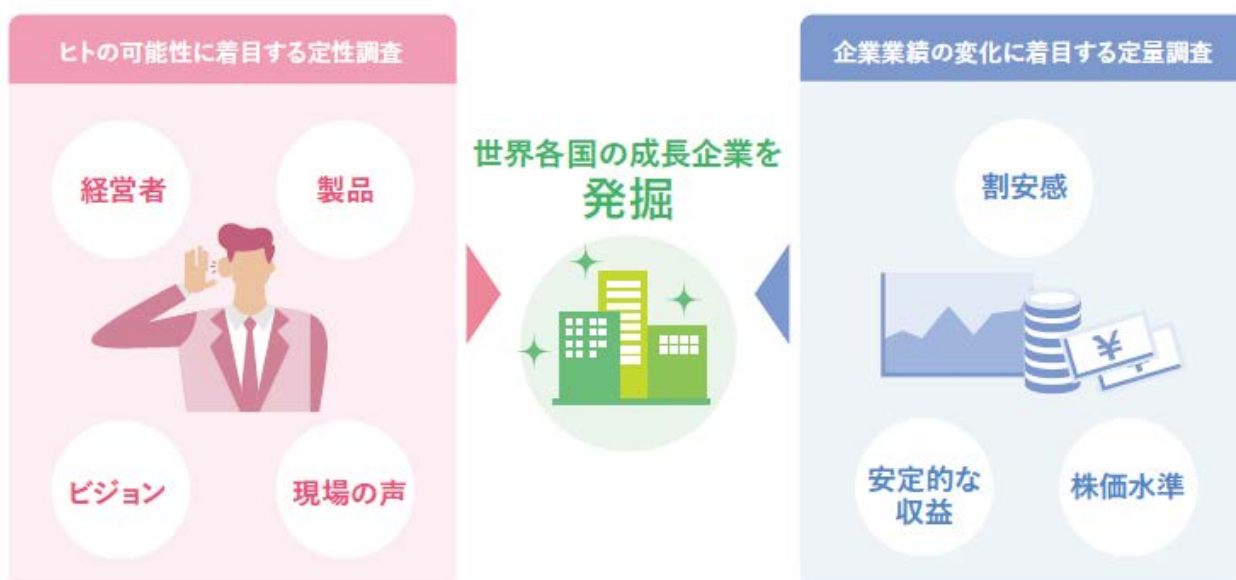 ヒトの可能性に着目する定性調査
経営者
製品
ビジョン
現場の声
世界各国の成長企業を
発掘
企業業績の変化に着目する定量調査
割安感
¥
安定的な
収益
株価水準